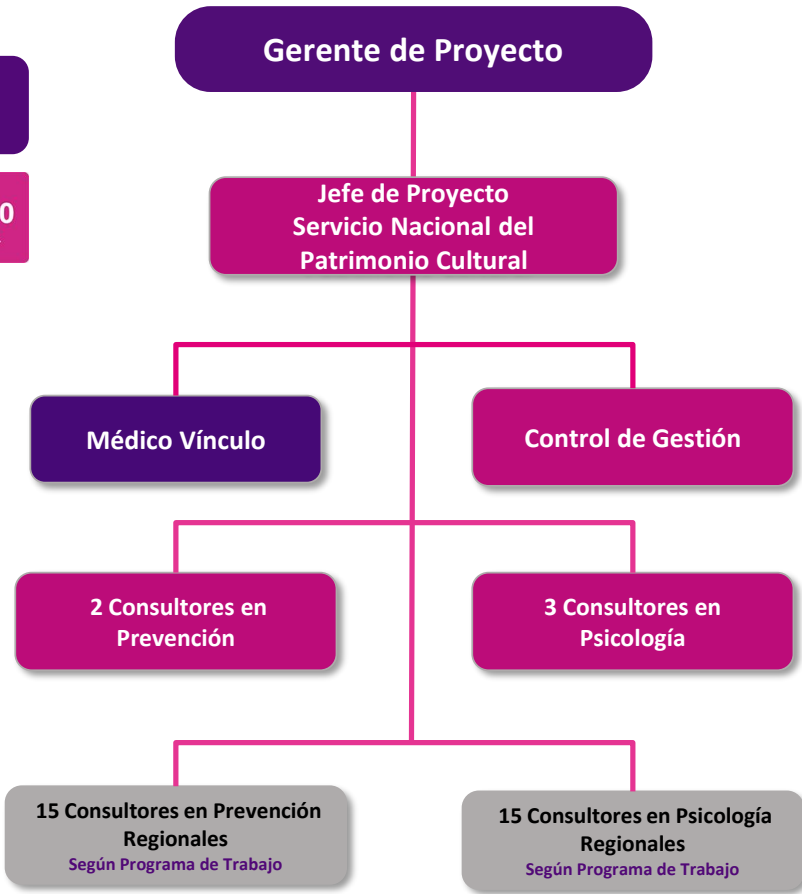 Gerente de Proyecto
0
Jefe de Proyecto
Servicio Nacional del
Patrimonio Cultural
Médico Vínculo
Control de Gestión
2 Consultores en
Prevención
3 Consultores en
Psicología
15 Consultores en Prevención
Regionales
Según Programa de Trabajo
15 Consultores en Psicología
Regionales
Según Programa de Trabajo